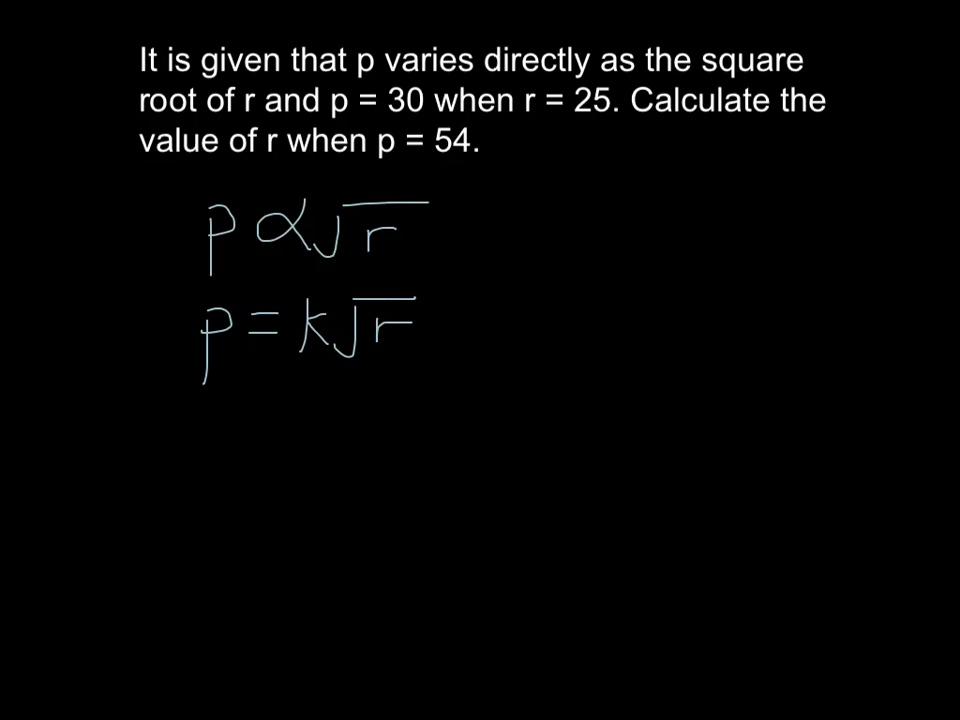 It is given that p varies directly as the square
root of r and p = 30 when r = 25. Calculate the
value of r when p = 54.
p ∝ √r
p = k√r